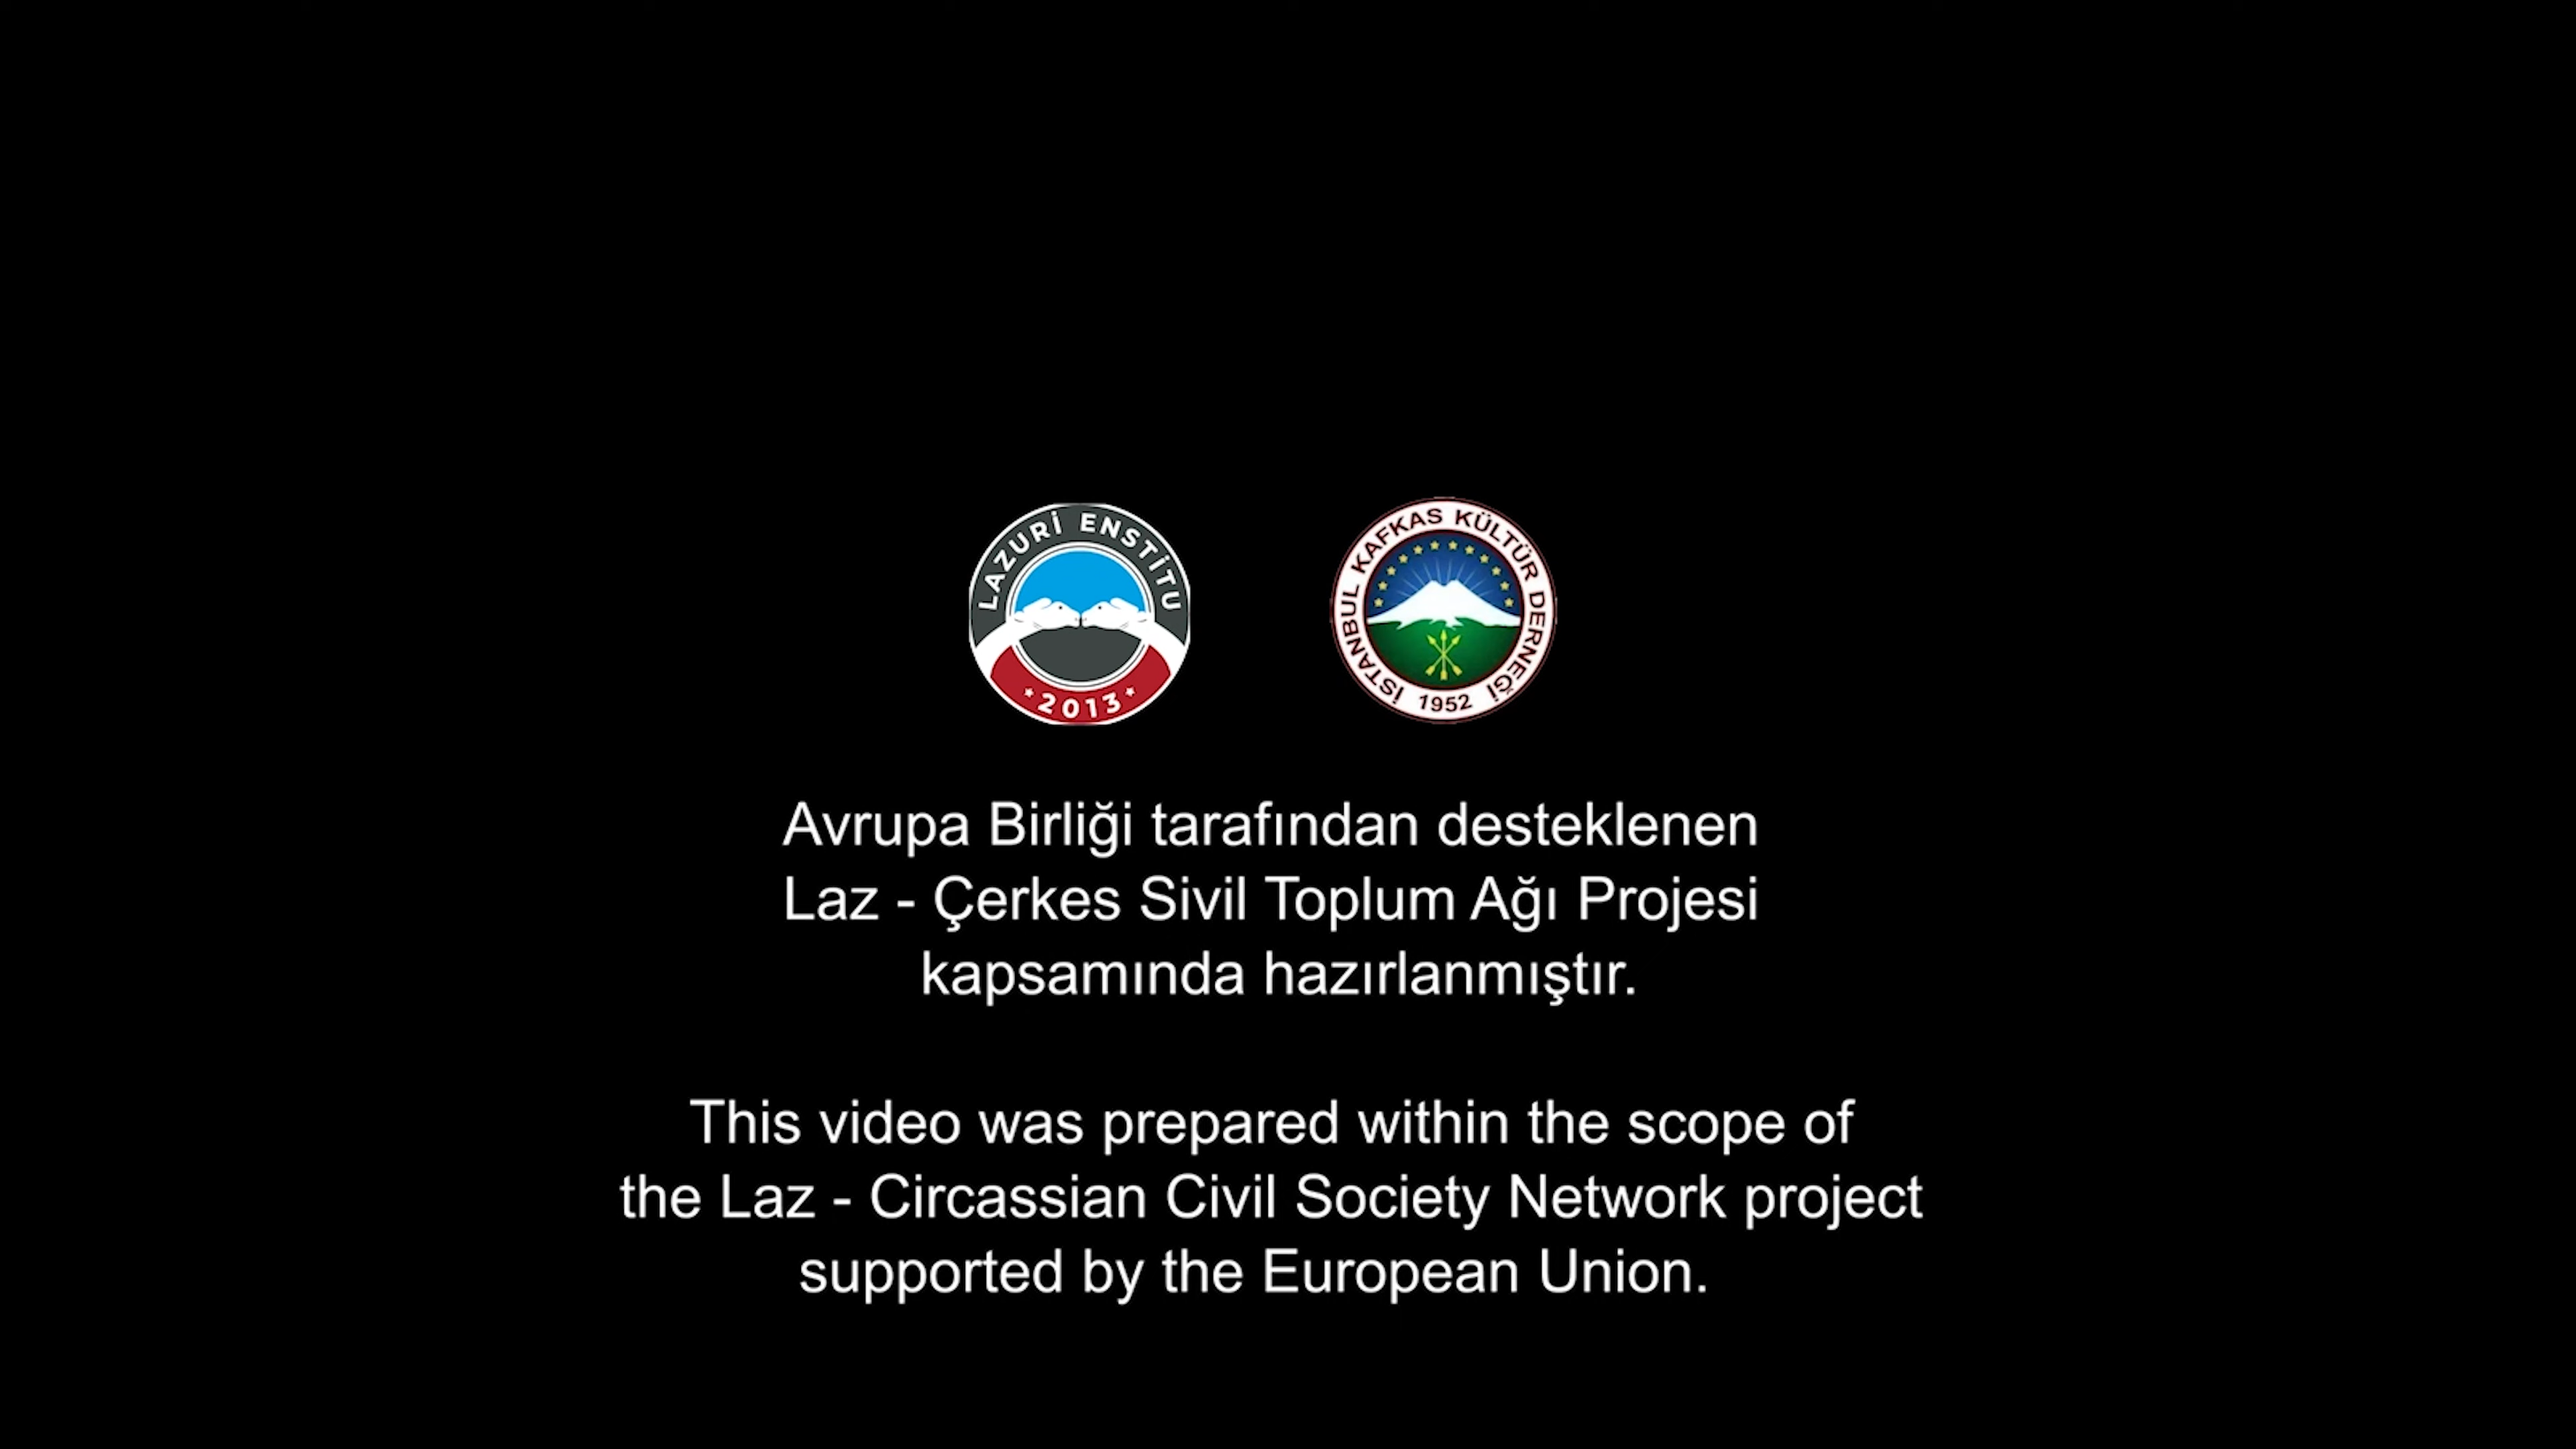 LAZURİ ENSTİTU
2013
İSTANBUL KAFKAS KÜLTÜR DERNEĞİ
1952
Avrupa Birliği tarafından desteklenen
Laz - Çerkes Sivil Toplum Ağı Projesi
kapsamında hazırlanmıştır.
This video was prepared within the scope of
the Laz - Circassian Civil Society Network project
supported by the European Union.